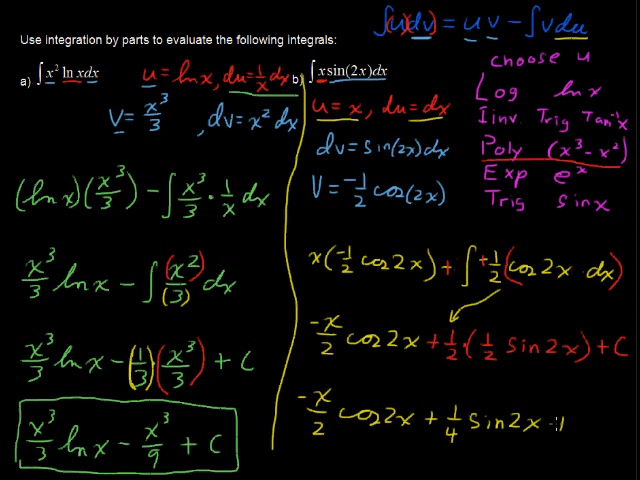 ∫(u)(dv) = u v − ∫v du
Use integration by parts to evaluate the following integrals:
a) ∫x² ln x dx
u = ln x, du = 1/x dx
V = x³/3 , dv = x² dx
(ln x)(x³/3) − ∫ x³/3 · 1/x dx
x³/3 ln x − ∫ (x²)/(3) dx
x³/3 ln x − (1/3)(x³/3) + C
x³/3 ln x − x³/9 + C
b) ∫x sin(2x)dx
u = x, du = dx
dv = sin(2x)dx
V = −1/2 cos(2x)
x(−1/2 cos 2x) + ∫ +1/2 (cos 2x · dx)
−x/2 cos 2x + 1/2 · (1/2 sin 2x) + C
−x/2 cos 2x + 1/4 sin 2x
choose u
Log ln x
Iinv. Trig Tan⁻¹x
Poly (x³ − x²)
Exp eˣ
Trig sin x